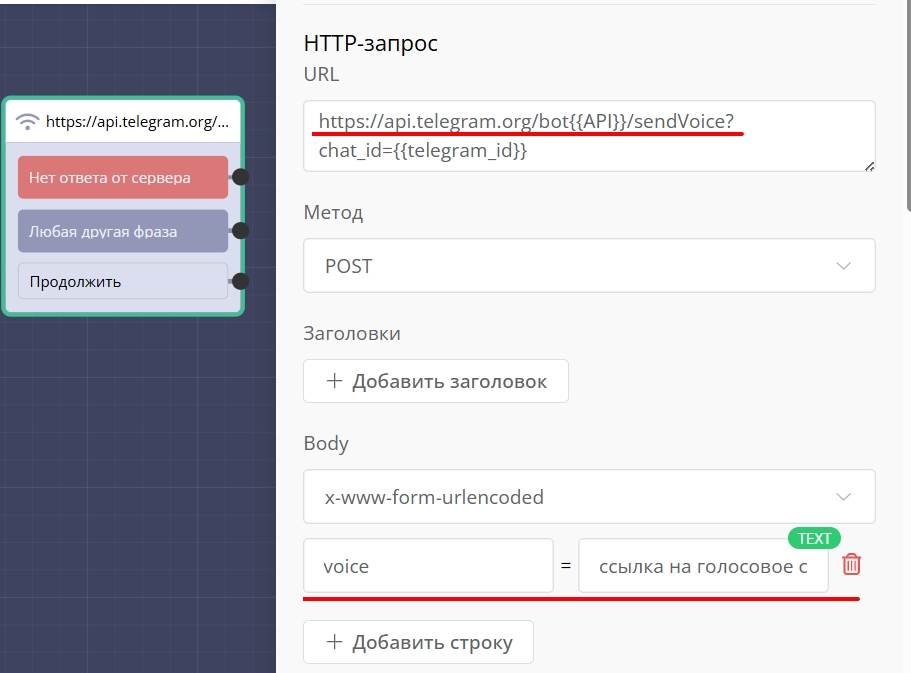 https://api.telegram.org/...
Нет ответа от сервера
Любая другая фраза
Продолжить
HTTP-запрос
URL
https://api.telegram.org/bot{{API}}/sendVoice?
chat_id={{telegram_id}}
Метод
POST
Заголовки
+ Добавить заголовок
Body
x-www-form-urlencoded
TEXT
voice = ссылка на голосовое с
+ Добавить строку